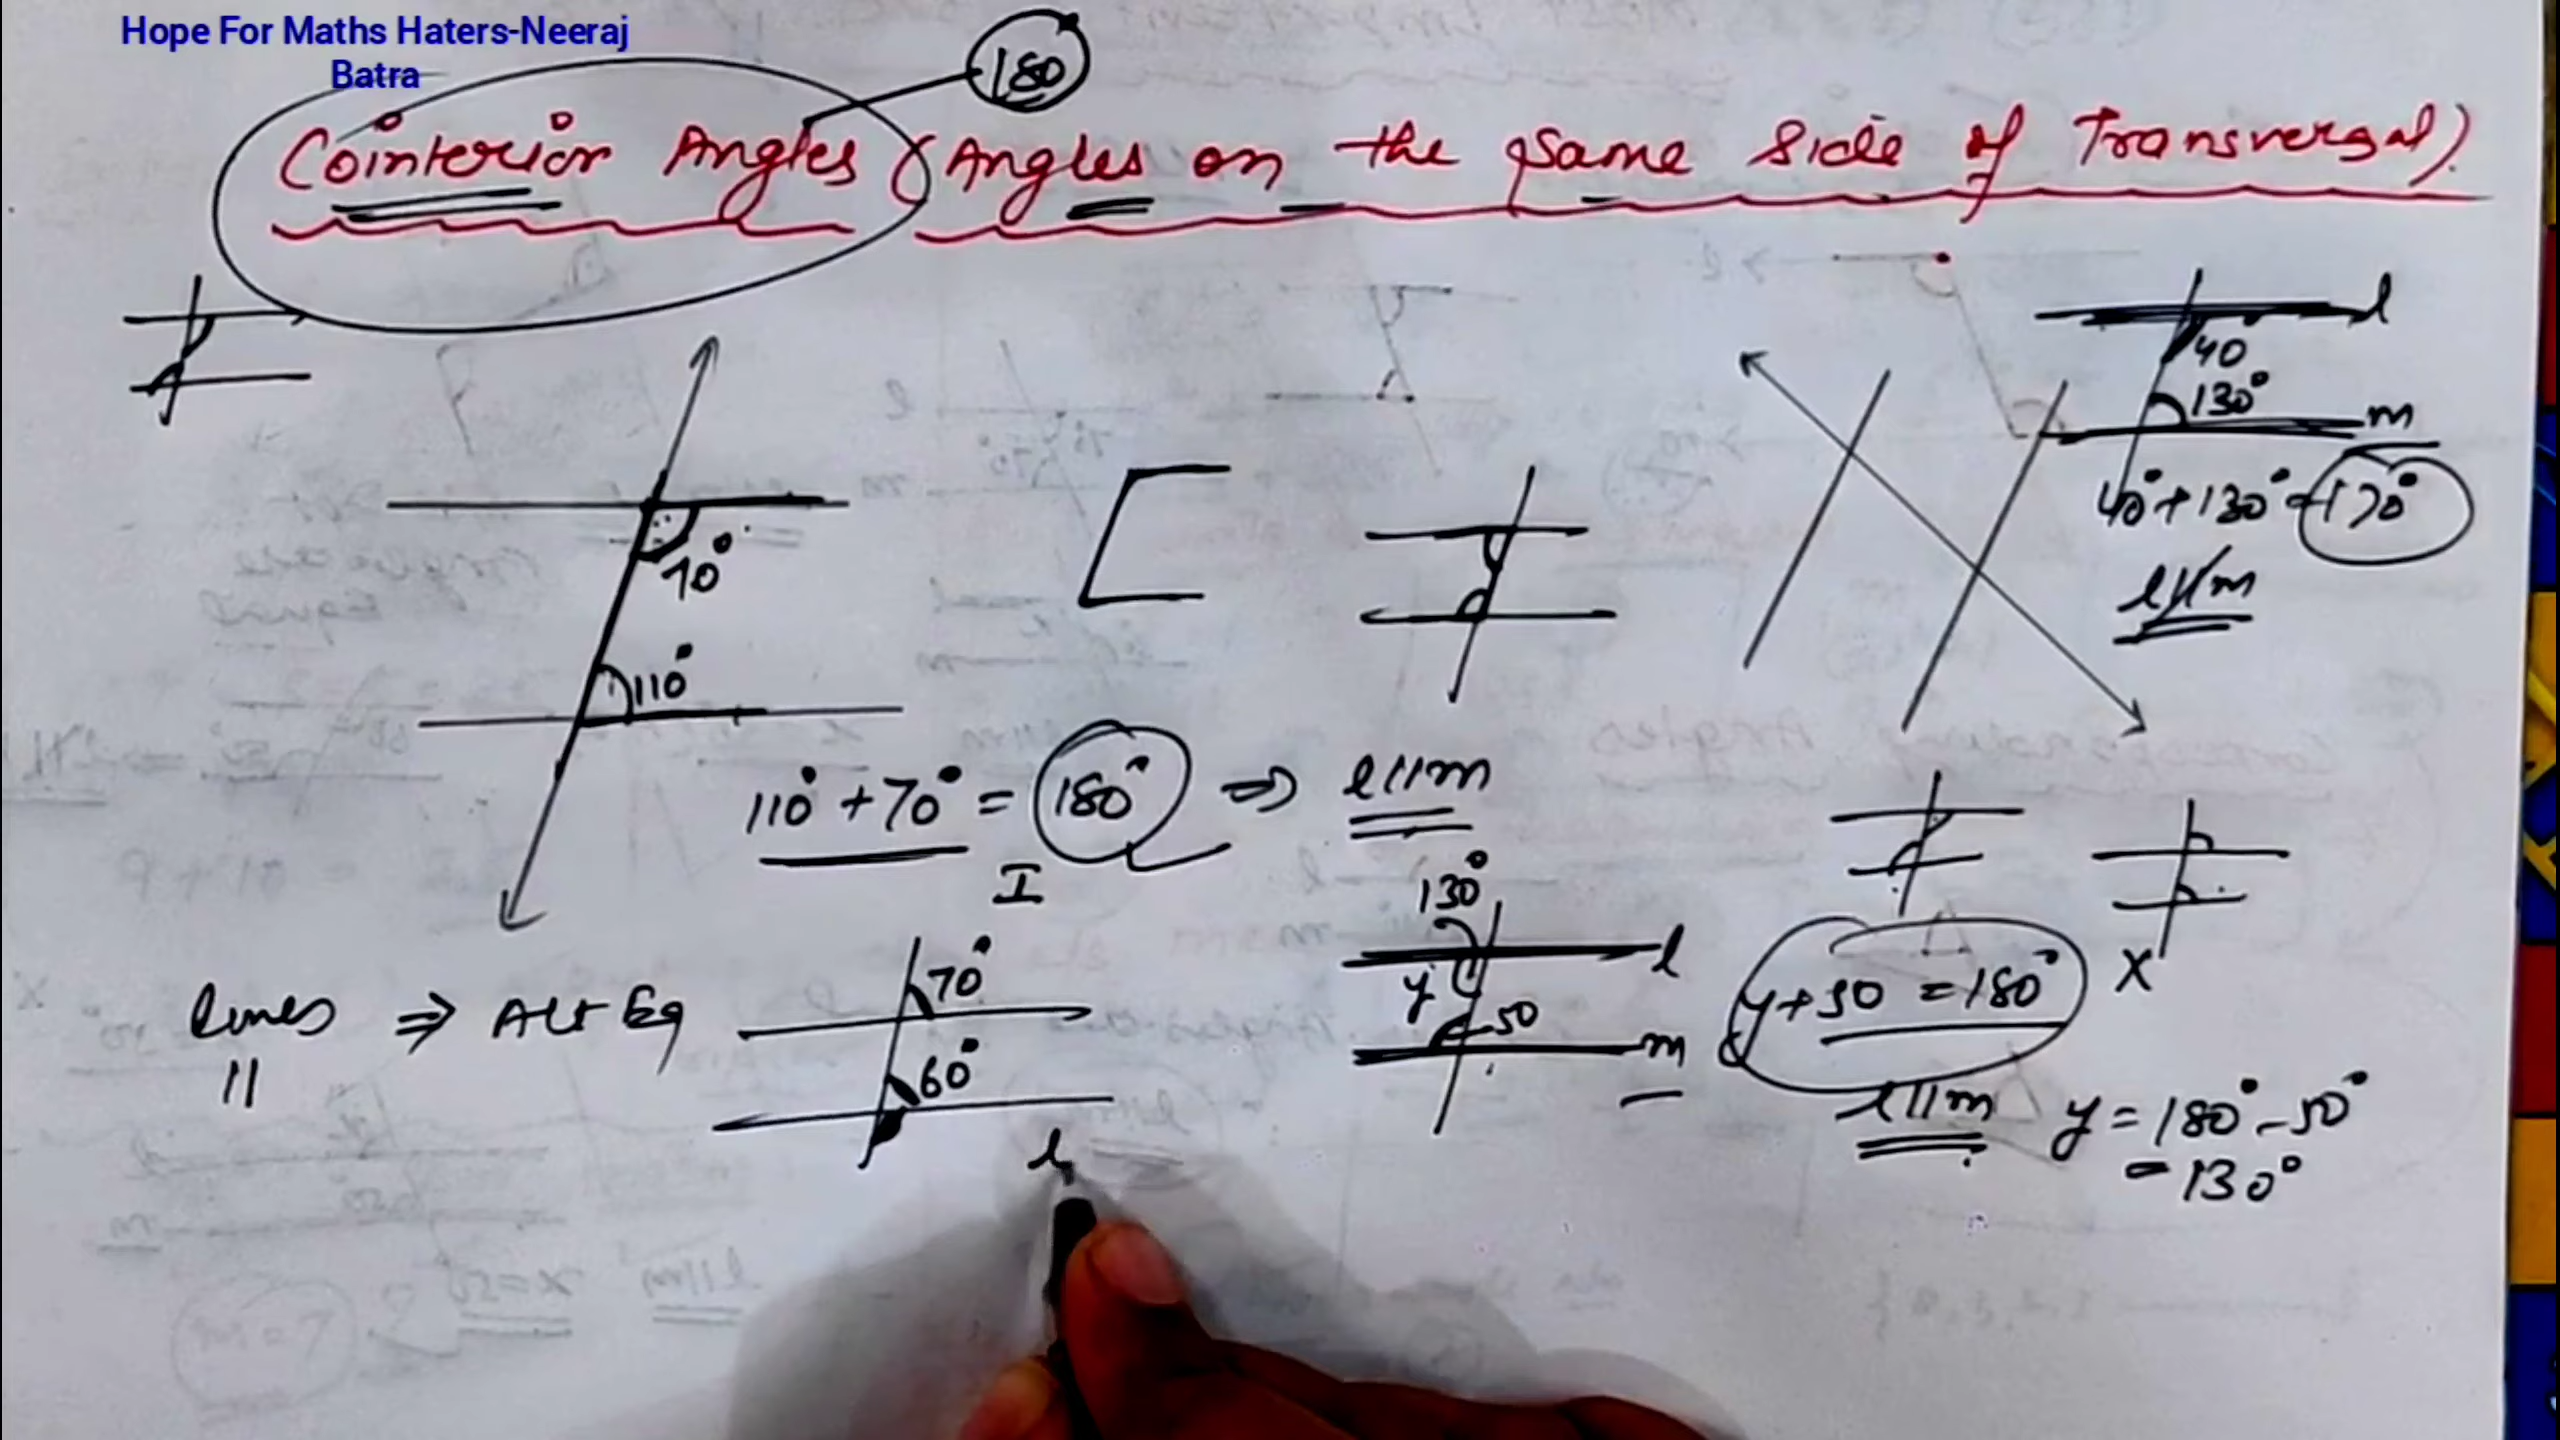 Hope For Maths Haters-Neeraj
Batra
180
Cointerior Angles (Angles on the same side of Transversal).
l
40°
130°
m
40°+130°=170°
l∦m
70°
110°
110°+70°=180° ⇒ l||m
I
130°
l
y
50
m
y+50=180°
X
l||m
y=180°-50°
=130°
lines ⇒ Alt Eq
||
70°
60°
l